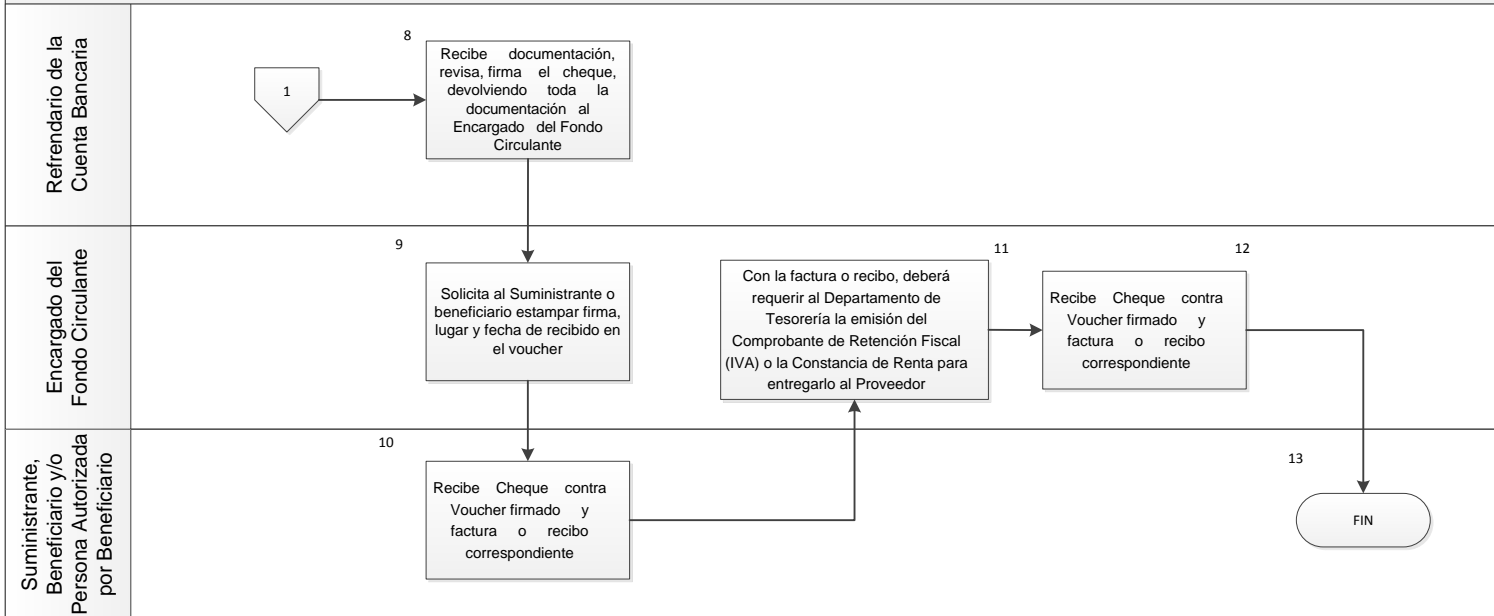 Refrendario de la
Cuenta Bancaria
1
8
Recibe documentación,
revisa, firma el cheque,
devolviendo toda la
documentación al
Encargado del Fondo
Circulante
Encargado del
Fondo Circulante
9
Solicita al Suministrante o
beneficiario estampar firma,
lugar y fecha de recibido en
el voucher
11
Con la factura o recibo, deberá
requerir al Departamento de
Tesorería la emisión del
Comprobante de Retención Fiscal
(IVA) o la Constancia de Renta para
entregarlo al Proveedor
12
Recibe Cheque contra
Voucher firmado y
factura o recibo
correspondiente
Suministrante,
Beneficiario y/o
Persona Autorizada
por Beneficiario
10
Recibe Cheque contra
Voucher firmado y
factura o recibo
correspondiente
13
FIN